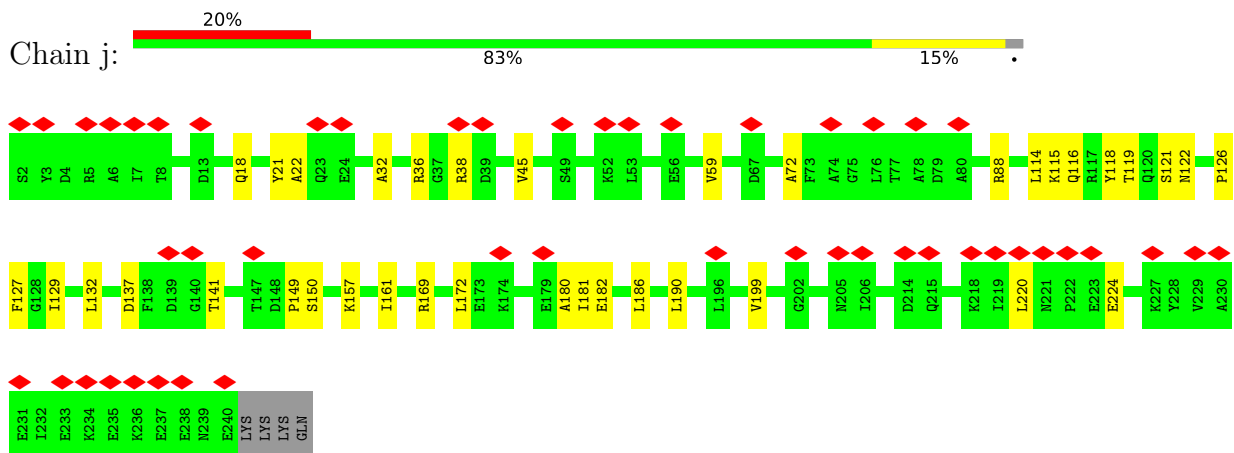 20%
Chain j:
83% 15% •
S2 Y3 D4 R5 A6 I7 T8 D13 Q18 Y21 A22 Q23 E24 A32 R36 G37 R38 D39 V45 S49 K52 L53 E56 V59 D67 A72 F73 A74 G75 L76 T77 A78 D79 A80 R88 L114 K115 Q116 R117 Y118 T119 Q120 S121 N122 P126
F127 G128 I129 L132 D137 F138 D139 G140 T141 T147 D148 P149 S150 K157 I161 R169 L172 E173 K174 E179 A180 I181 E182 L186 L190 L196 V199 G202 N205 I206 D214 Q215 K218 I219 L220 N221 P222 E223 E224 K227 Y228 V229 A230
E231 I232 E233 K234 E235 K236 E237 E238 N239 E240 LYS LYS LYS GLN